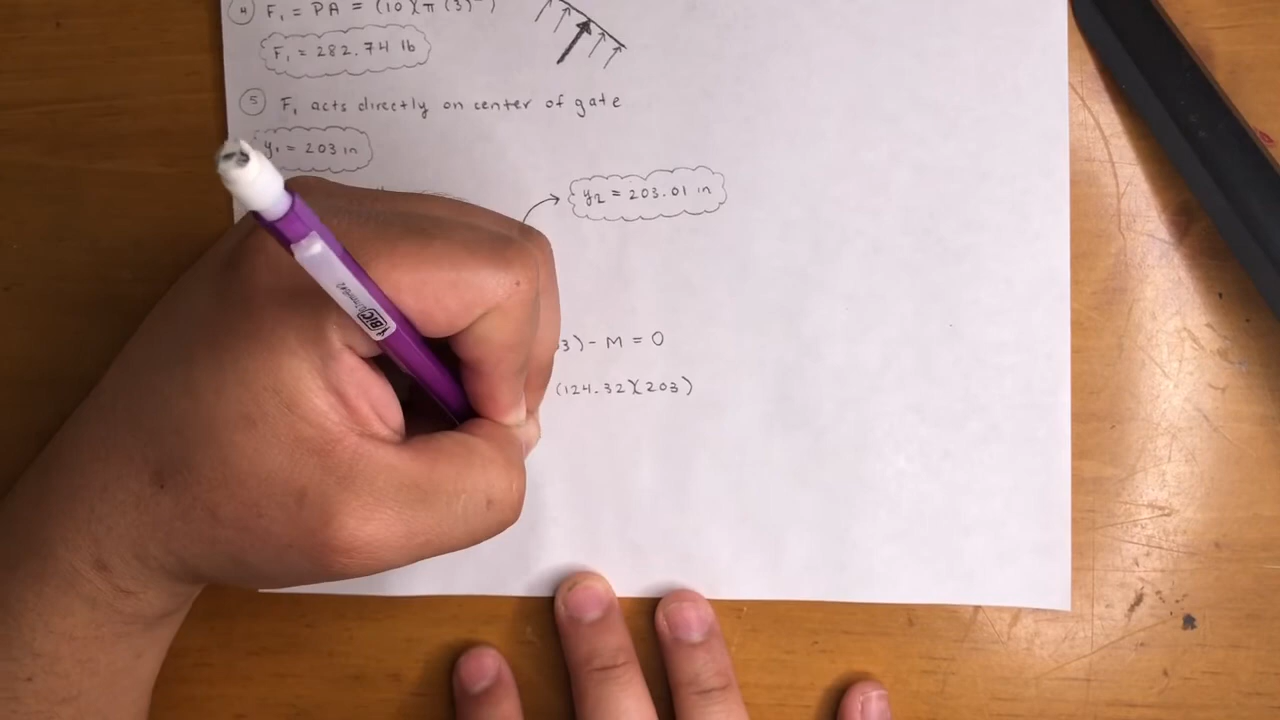 4 F₁ = PA = (10)(π(3)²)
F₁ = 282.74 lb
5 F₁ acts directly on center of gate
y₁ = 203 in
y₂ = 203.01 in
3) - M = 0
(124.32)(203)
BIC